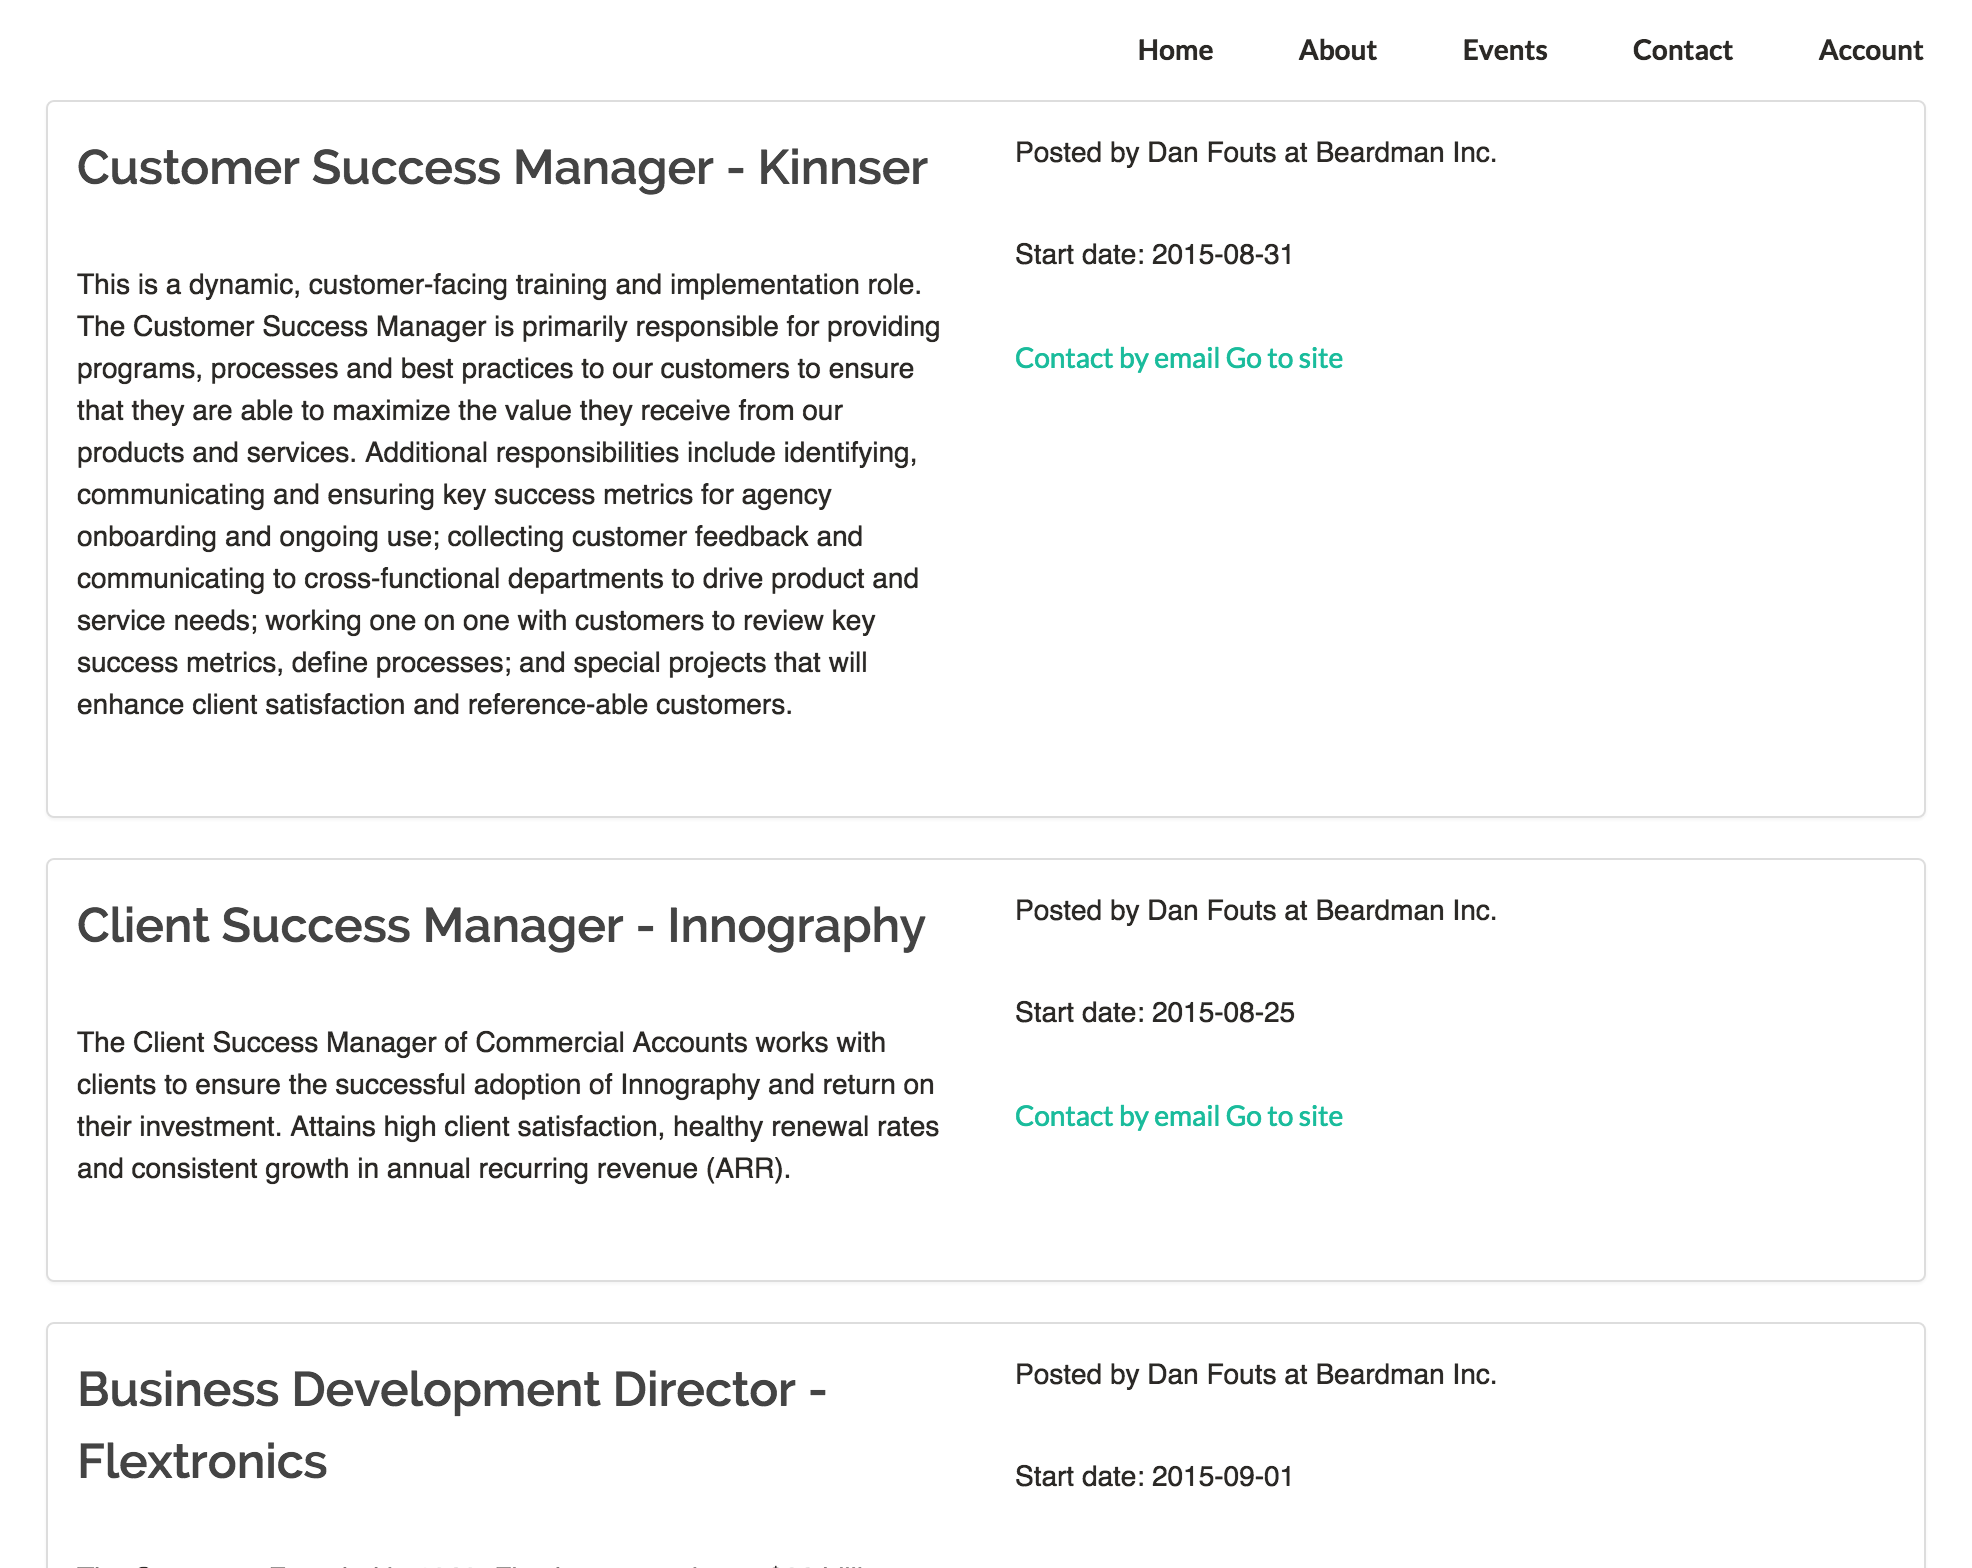 Home About Events Contact Account
Customer Success Manager - Kinnser
This is a dynamic, customer-facing training and implementation role.
The Customer Success Manager is primarily responsible for providing
programs, processes and best practices to our customers to ensure
that they are able to maximize the value they receive from our
products and services. Additional responsibilities include identifying,
communicating and ensuring key success metrics for agency
onboarding and ongoing use; collecting customer feedback and
communicating to cross-functional departments to drive product and
service needs; working one on one with customers to review key
success metrics, define processes; and special projects that will
enhance client satisfaction and reference-able customers.
Posted by Dan Fouts at Beardman Inc.
Start date: 2015-08-31
Contact by email Go to site
Client Success Manager - Innography
The Client Success Manager of Commercial Accounts works with
clients to ensure the successful adoption of Innography and return on
their investment. Attains high client satisfaction, healthy renewal rates
and consistent growth in annual recurring revenue (ARR).
Posted by Dan Fouts at Beardman Inc.
Start date: 2015-08-25
Contact by email Go to site
Business Development Director -
Flextronics
Posted by Dan Fouts at Beardman Inc.
Start date: 2015-09-01